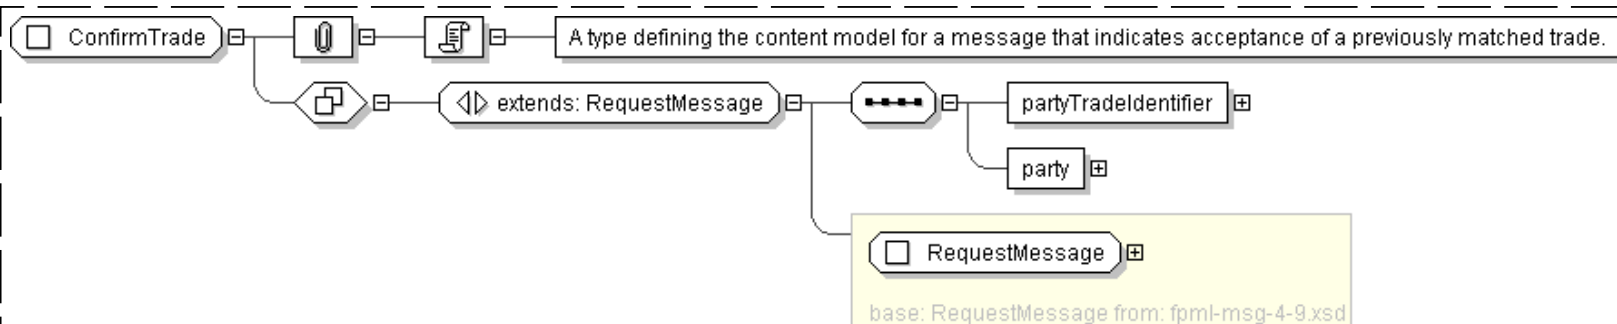 ConfirmTrade
A type defining the content model for a message that indicates acceptance of a previously matched trade.
extends: RequestMessage
partyTradeIdentifier
party
RequestMessage
base: RequestMessage from: fpml-msg-4-9.xsd